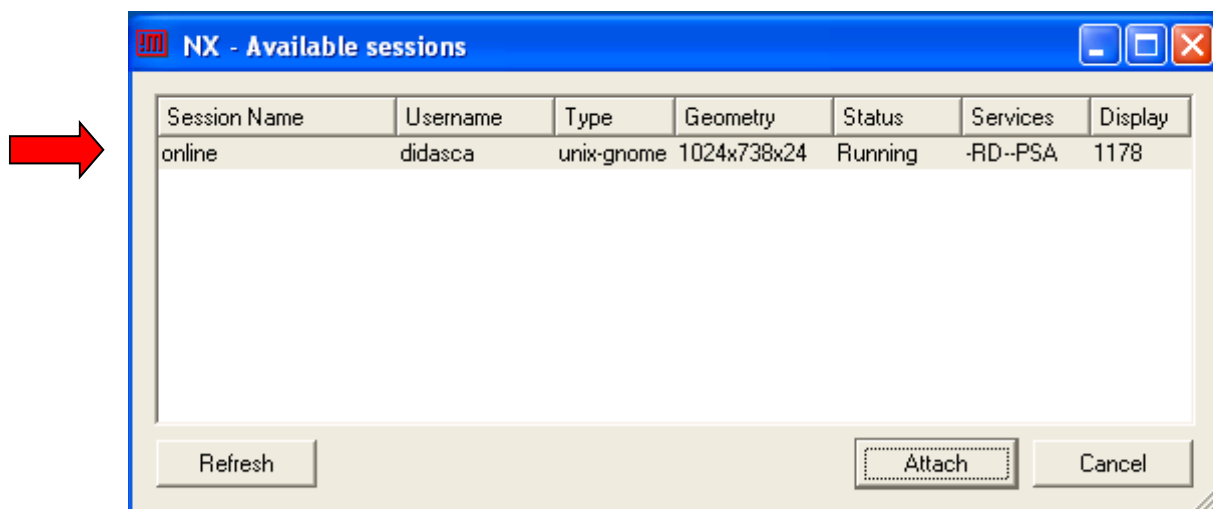 !M NX - Available sessions
Session Name Username Type Geometry Status Services Display
online didasca unix-gnome 1024x738x24 Running -RD--PSA 1178
Refresh Attach Cancel